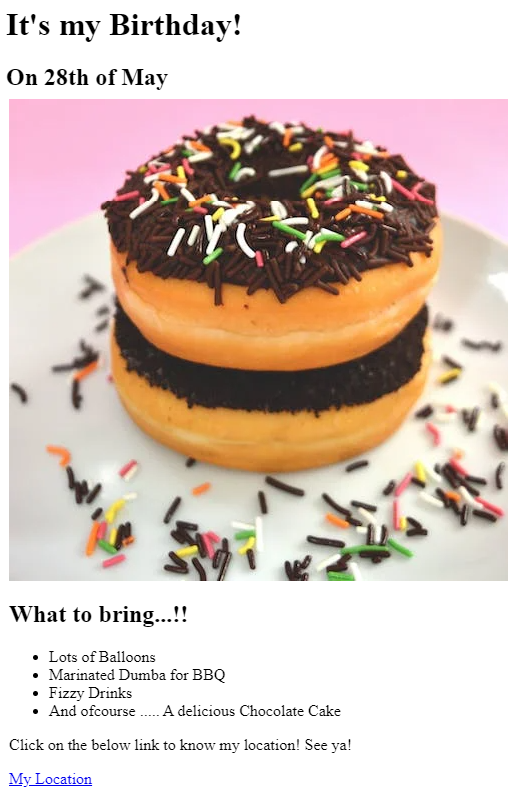 It's my Birthday!
On 28th of May
What to bring...!!
Lots of Balloons
Marinated Dumba for BBQ
Fizzy Drinks
And ofcourse ..... A delicious Chocolate Cake
Click on the below link to know my location! See ya!
My Location